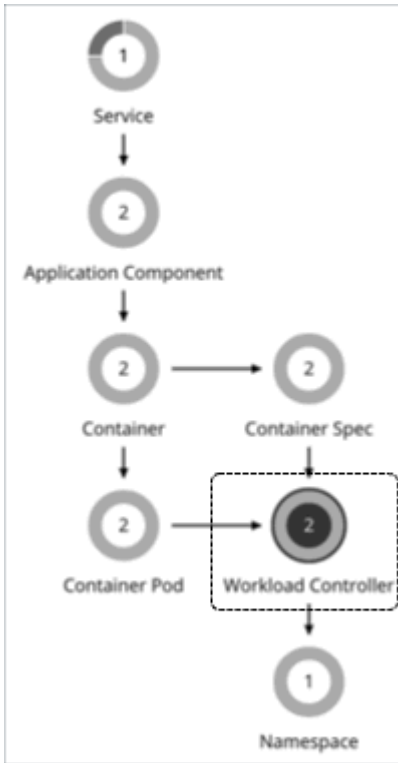 1
Service
2
Application Component
2
2
Container
Container Spec
2
2
Container Pod
Workload Controller
1
Namespace